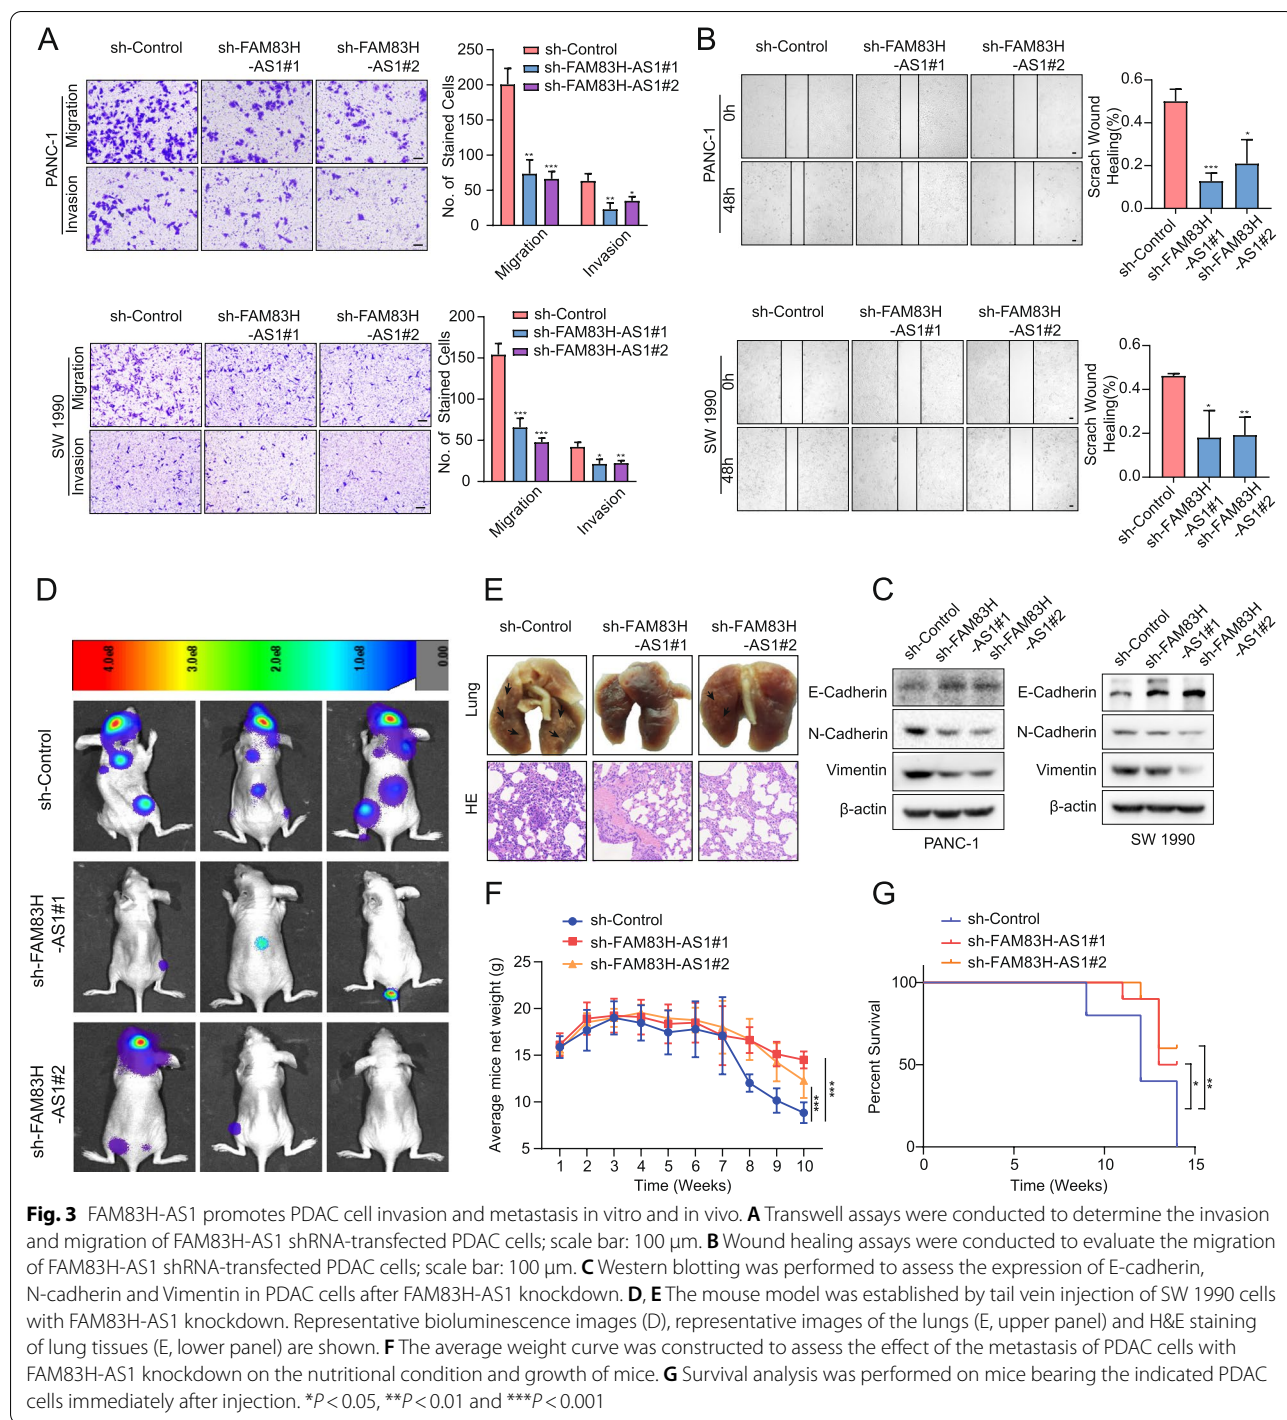 A
sh-Control
sh-FAM83H
-AS1#1
sh-FAM83H
-AS1#2
PANC-1
Migration
Invasion
No. of Stained Cells
250
200
150
100
50
0
sh-Control
sh-FAM83H-AS1#1
sh-FAM83H-AS1#2
**
***
**
*
Migration
Invasion
sh-Control
sh-FAM83H
-AS1#1
sh-FAM83H
-AS1#2
SW 1990
Migration
Invasion
No. of Stained Cells
200
150
100
50
0
sh-Control
sh-FAM83H-AS1#1
sh-FAM83H-AS1#2
***
***
*
**
Migration
Invasion
B
sh-Control
sh-FAM83H
-AS1#1
sh-FAM83H
-AS1#2
PANC-1
0h
48h
Scrach Wound
Healing(%)
0.6
0.4
0.2
0.0
***
*
sh-Control
sh-FAM83H
-AS1#1
sh-FAM83H
-AS1#2
sh-Control
sh-FAM83H
-AS1#1
sh-FAM83H
-AS1#2
SW 1990
0h
48h
Scrach Wound
Healing(%)
0.6
0.4
0.2
0.0
*
**
sh-Control
sh-FAM83H
-AS1#1
sh-FAM83H
-AS1#2
D
4.0e8
3.0e8
2.0e8
1.0e8
0.00
sh-Control
sh-FAM83H
-AS1#1
sh-FAM83H
-AS1#2
E
sh-Control
sh-FAM83H
-AS1#1
sh-FAM83H
-AS1#2
Lung
HE
C
sh-Control
sh-FAM83H
-AS1#1
sh-FAM83H
-AS1#2
E-Cadherin
N-Cadherin
Vimentin
β-actin
PANC-1
sh-Control
sh-FAM83H
-AS1#1
sh-FAM83H
-AS1#2
E-Cadherin
N-Cadherin
Vimentin
β-actin
SW 1990
F
sh-Control
sh-FAM83H-AS1#1
sh-FAM83H-AS1#2
Average mice net weight (g)
25
20
15
10
5
***
***
1 2 3 4 5 6 7 8 9 10
Time (Weeks)
G
sh-Control
sh-FAM83H-AS1#1
sh-FAM83H-AS1#2
Percent Survival
100
50
0
*
**
0 5 10 15
Time (Weeks)
Fig. 3 FAM83H-AS1 promotes PDAC cell invasion and metastasis in vitro and in vivo. A Transwell assays were conducted to determine the invasion
and migration of FAM83H-AS1 shRNA-transfected PDAC cells; scale bar: 100 μm. B Wound healing assays were conducted to evaluate the migration
of FAM83H-AS1 shRNA-transfected PDAC cells; scale bar: 100 μm. C Western blotting was performed to assess the expression of E-cadherin,
N-cadherin and Vimentin in PDAC cells after FAM83H-AS1 knockdown. D, E The mouse model was established by tail vein injection of SW 1990 cells
with FAM83H-AS1 knockdown. Representative bioluminescence images (D), representative images of the lungs (E, upper panel) and H&E staining
of lung tissues (E, lower panel) are shown. F The average weight curve was constructed to assess the effect of the metastasis of PDAC cells with
FAM83H-AS1 knockdown on the nutritional condition and growth of mice. G Survival analysis was performed on mice bearing the indicated PDAC
cells immediately after injection. *P < 0.05, **P < 0.01 and ***P < 0.001